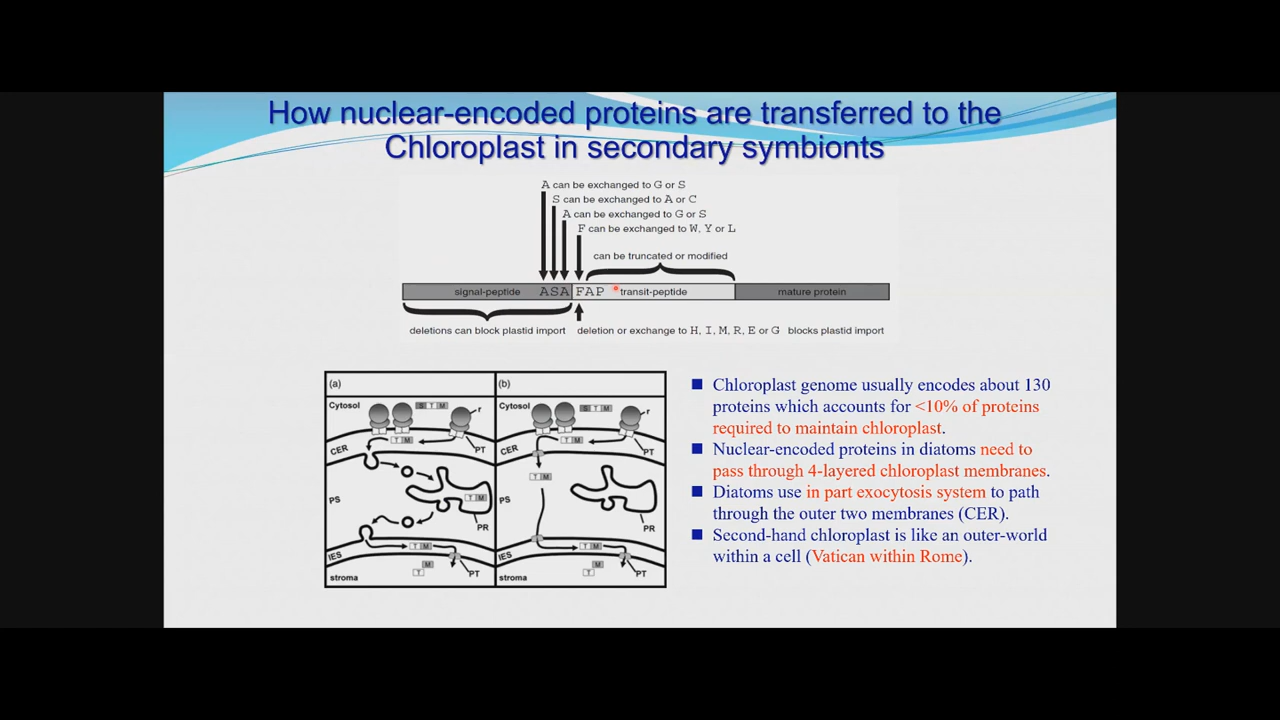 How nuclear-encoded proteins are transferred to the
Chloroplast in secondary symbionts
A can be exchanged to G or S
S can be exchanged to A or C
A can be exchanged to G or S
F can be exchanged to W, Y or L
can be truncated or modified
signal-peptide ASA FAP transit-peptide mature protein
deletions can block plastid import deletion or exchange to H, I, M, R, E or G blocks plastid import
(a)
Cytosol
S T M
r
T M
PT
CER
PS
T M
PR
IES
T M
M
T
PT
stroma
(b)
Cytosol
S T M
r
T M
PT
CER
T M
PS
PR
IES
T M
M
T
PT
stroma
Chloroplast genome usually encodes about 130
proteins which accounts for <10% of proteins
required to maintain chloroplast.
Nuclear-encoded proteins in diatoms need to
pass through 4-layered chloroplast membranes.
Diatoms use in part exocytosis system to path
through the outer two membranes (CER).
Second-hand chloroplast is like an outer-world
within a cell (Vatican within Rome).